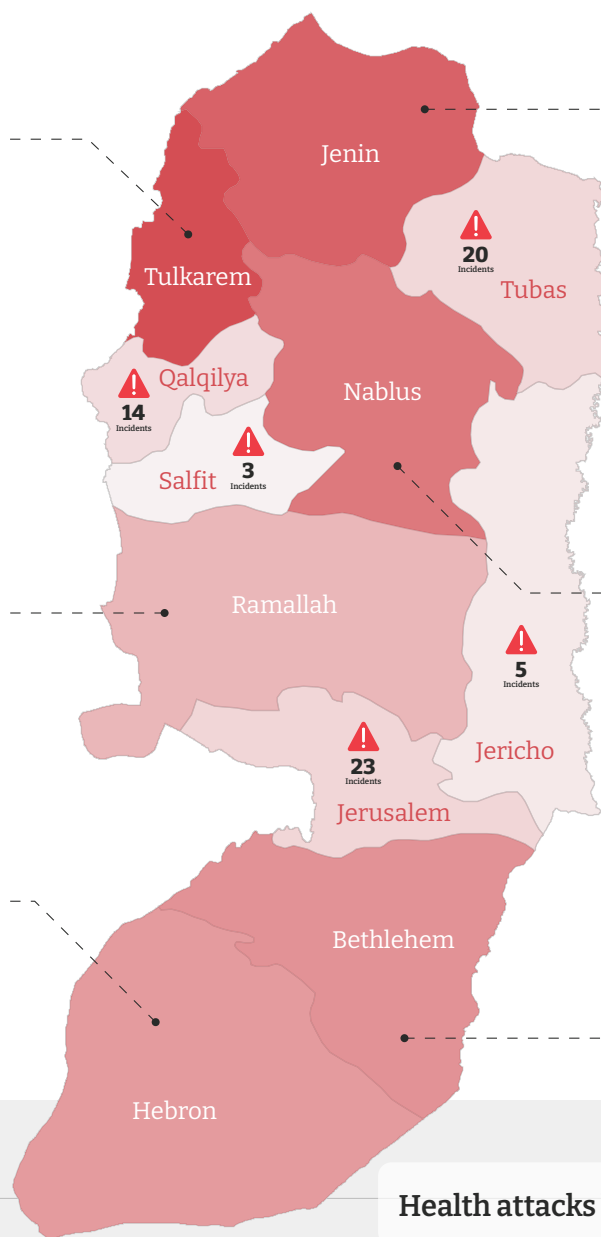 Jenin
20
Incidents
Tubas
Tulkarem
Qalqilya
14
Incidents
Nablus
Salfit
3
Incidents
Ramallah
5
Incidents
Jericho
23
Incidents
Jerusalem
Bethlehem
Hebron
Health attacks